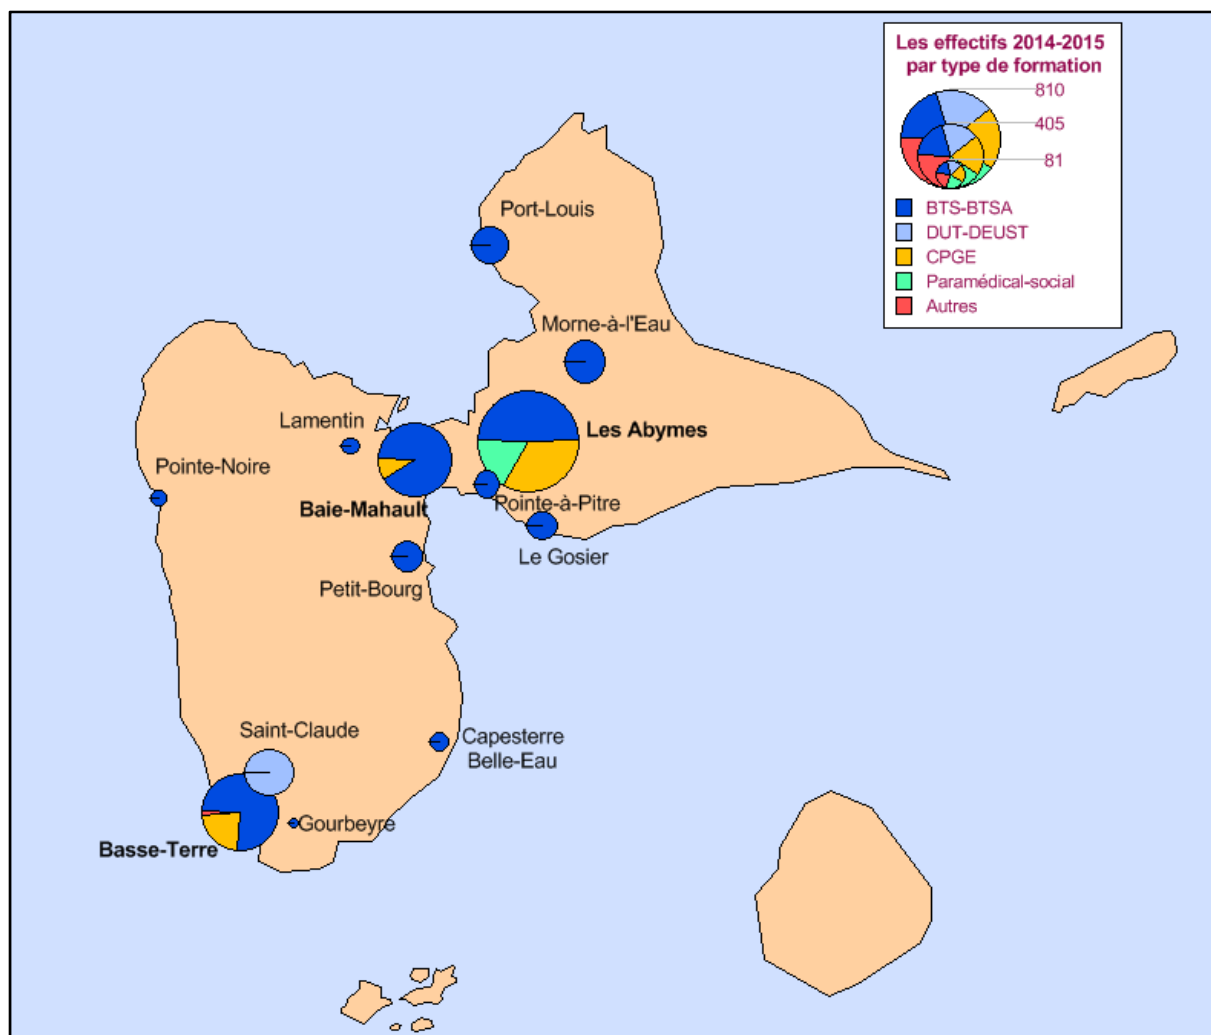 Les effectifs 2014-2015
par type de formation
810
405
81
BTS-BTSA
DUT-DEUST
CPGE
Paramédical-social
Autres
Port-Louis
Morne-à-l'Eau
Lamentin
Les Abymes
Pointe-Noire
Baie-Mahault
Pointe-à-Pitre
Le Gosier
Petit-Bourg
Saint-Claude
Capesterre
Belle-Eau
Gourbeyre
Basse-Terre